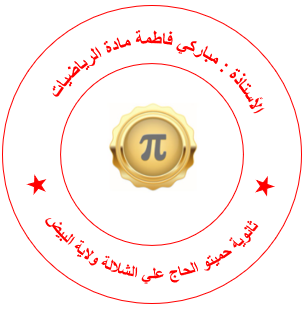 الأستاذة : مباركي فاطمة مادة الرياضيات
π
ثانوية حميتو الحاج علي الشلالة ولاية البيض